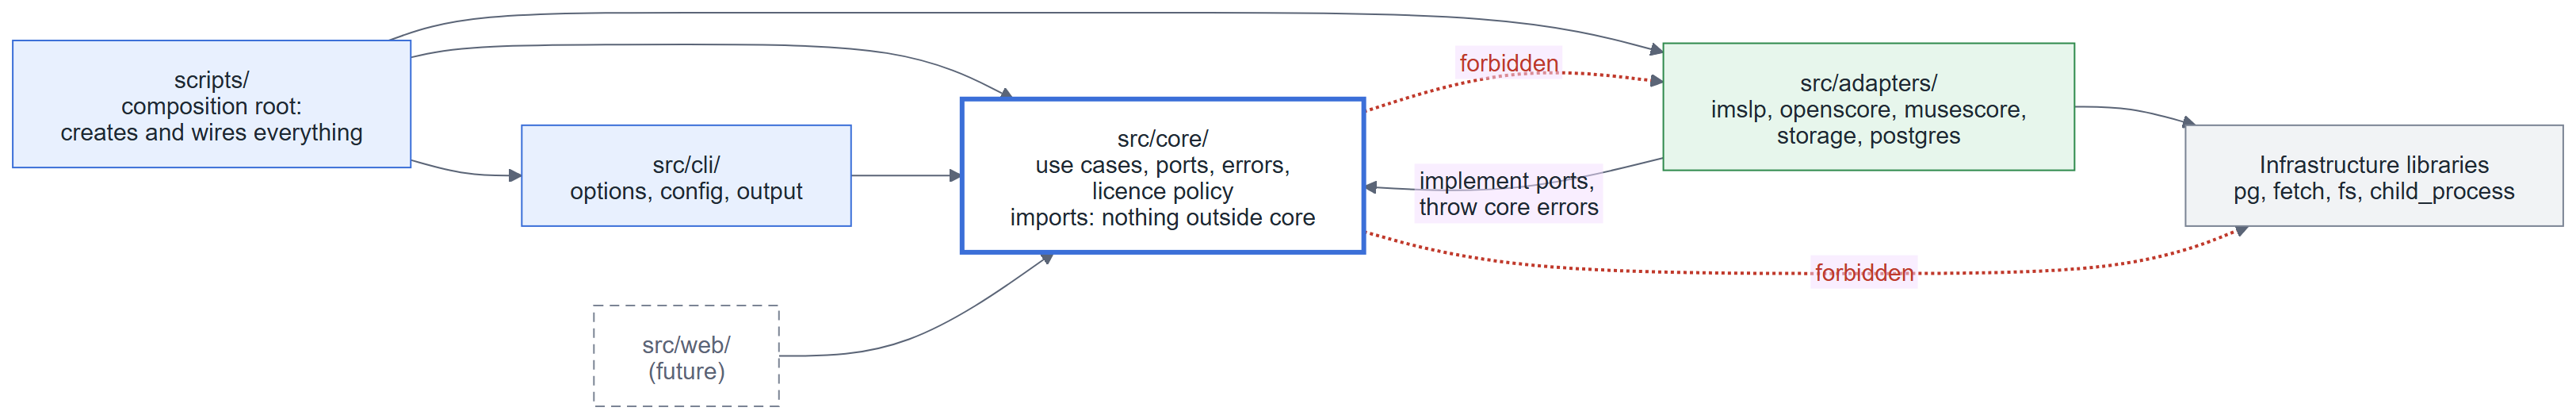 scripts/
composition root:
creates and wires everything
src/cli/
options, config, output
src/web/
(future)
src/core/
use cases, ports, errors,
licence policy
imports: nothing outside core
forbidden
implement ports,
throw core errors
forbidden
src/adapters/
imslp, openscore, musescore,
storage, postgres
Infrastructure libraries
pg, fetch, fs, child_process